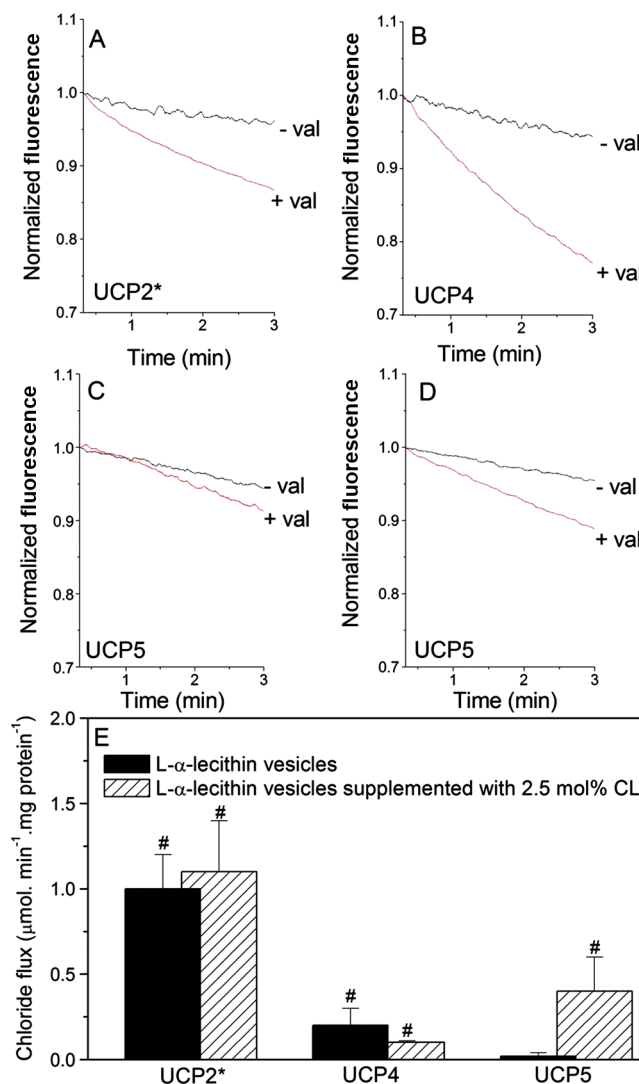 A
Normalized fluorescence
1.1
1.0
0.9
0.8
0.7
- val
+ val
UCP2*
1
2
3
Time (min)
B
Normalized fluorescence
1.1
1.0
0.9
0.8
0.7
- val
+ val
UCP4
1
2
3
Time (min)
C
Normalized fluorescence
1.1
1.0
0.9
0.8
0.7
- val
+ val
UCP5
1
2
3
Time (min)
D
Normalized fluorescence
1.1
1.0
0.9
0.8
0.7
- val
+ val
UCP5
1
2
3
Time (min)
E
L-α-lecithin vesicles
L-α-lecithin vesicles supplemented with 2.5 mol% CL
Chloride flux (μmol. min⁻¹.mg protein⁻¹)
2.0
1.5
1.0
0.5
0.0
#
#
#
#
#
UCP2*
UCP4
UCP5